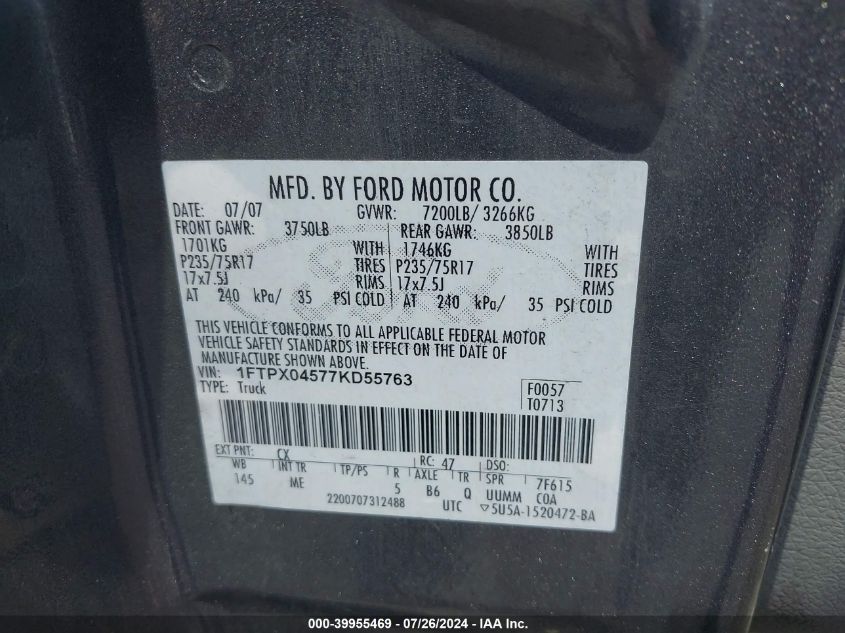 MFD. BY FORD MOTOR CO.
DATE: 07/07 GVWR: 7200LB/ 3266KG
FRONT GAWR: 3750LB REAR GAWR: 3850LB
1701KG WITH 1746KG WITH
P235/75R17 TIRES P235/75R17 TIRES
17x7.5J RIMS 17x7.5J RIMS
AT 240 kPa/ 35 PSI COLD AT 240 kPa/ 35 PSI COLD
THIS VEHICLE CONFORMS TO ALL APPLICABLE FEDERAL MOTOR
VEHICLE SAFETY STANDARDS IN EFFECT ON THE DATE OF
MANUFACTURE SHOWN ABOVE.
VIN: 1FTPX04577KD55763
TYPE: Truck
F0057
T0713
EXT PNT: CX RC: 47 DSO:
WB INT TR TP/PS R AXLE TR SPR 7F615
145 ME 5 B6 Q UUMM COA
2200707312488 UTC ▽5U5A-1520472-BA
000-39955469 - 07/26/2024 - IAA Inc.